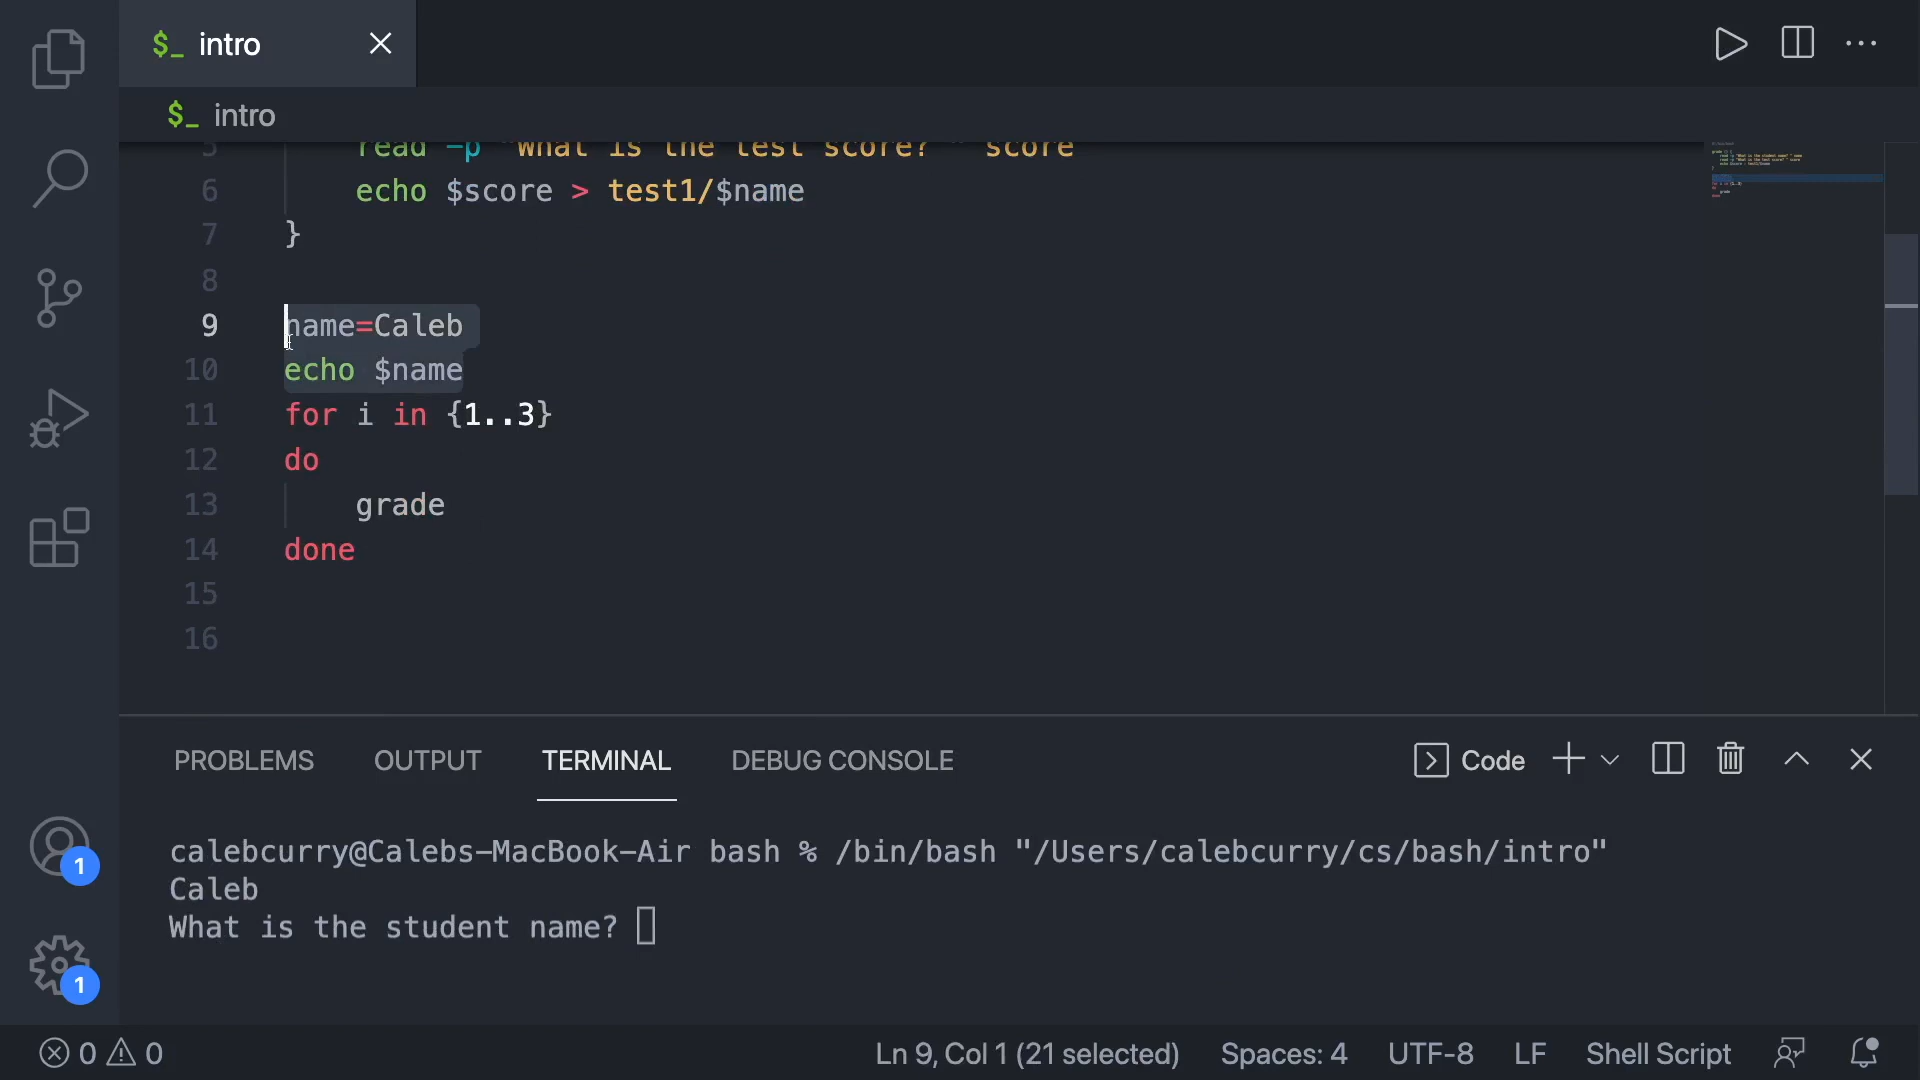 $_ intro
$_ intro
5 read -p "What is the test score? " score
6 echo $score > test1/$name
7 }
8
9 name=Caleb
10 echo $name
11 for i in {1..3}
12 do
13 grade
14 done
15
16
PROBLEMS OUTPUT TERMINAL DEBUG CONSOLE Code
calebcurry@Calebs-MacBook-Air bash % /bin/bash "/Users/calebcurry/cs/bash/intro"
Caleb
What is the student name?
1
1
0 0 Ln 9, Col 1 (21 selected) Spaces: 4 UTF-8 LF Shell Script